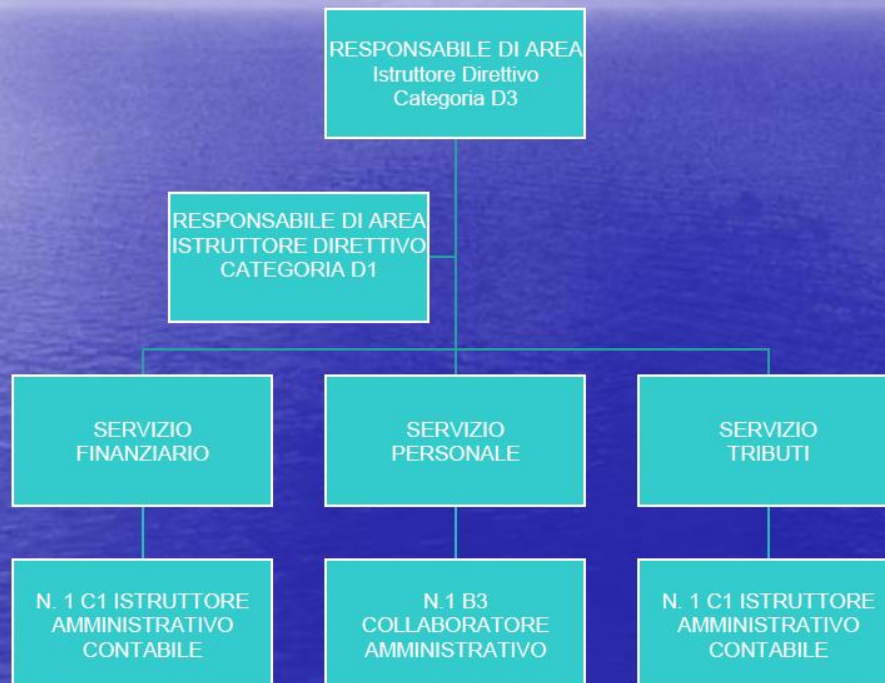 RESPONSABILE DI AREA
Istruttore Direttivo
Categoria D3
RESPONSABILE DI AREA
ISTRUTTORE DIRETTIVO
CATEGORIA D1
SERVIZIO
FINANZIARIO
SERVIZIO
PERSONALE
SERVIZIO
TRIBUTI
N. 1 C1 ISTRUTTORE
AMMINISTRATIVO
CONTABILE
N.1 B3
COLLABORATORE
AMMINISTRATIVO
N. 1 C1 ISTRUTTORE
AMMINISTRATIVO
CONTABILE